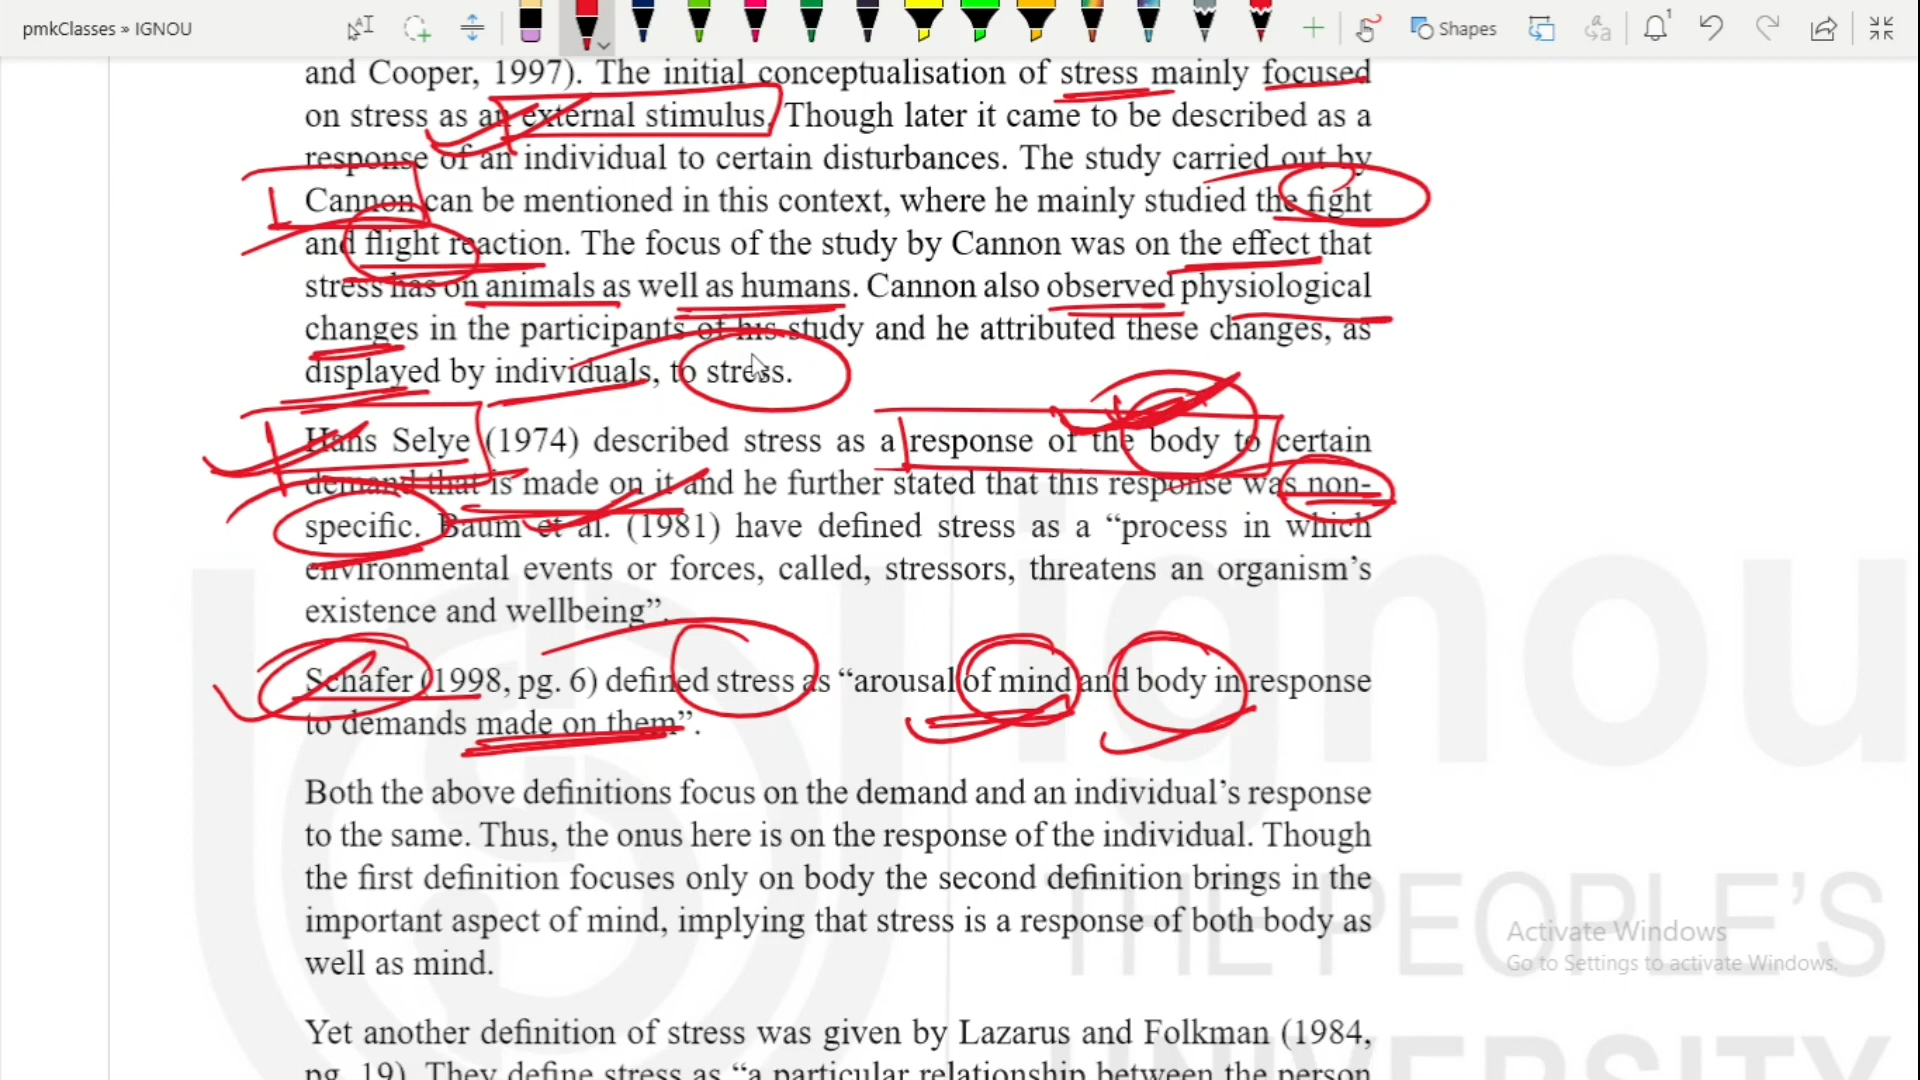 pmkClasses » IGNOU
Shapes
1
and Cooper, 1997). The initial conceptualisation of stress mainly focused
on stress as an external stimulus. Though later it came to be described as a
response of an individual to certain disturbances. The study carried out by
Cannon can be mentioned in this context, where he mainly studied the fight
and flight reaction. The focus of the study by Cannon was on the effect that
stress has on animals as well as humans. Cannon also observed physiological
changes in the participants of his study and he attributed these changes, as
displayed by individuals, to stress.
Hans Selye (1974) described stress as a response of the body to certain
demand that is made on it and he further stated that this response was non-
specific. Baum et al. (1981) have defined stress as a “process in which
environmental events or forces, called, stressors, threatens an organism’s
existence and wellbeing”.
Schafer (1998, pg. 6) defined stress as “arousal of mind and body in response
to demands made on them”.
Both the above definitions focus on the demand and an individual’s response
to the same. Thus, the onus here is on the response of the individual. Though
the first definition focuses only on body the second definition brings in the
important aspect of mind, implying that stress is a response of both body as
well as mind.
Yet another definition of stress was given by Lazarus and Folkman (1984,
pg. 19). They define stress as “a particular relationship between the person
ignou
THE PEOPLE’S
UNIVERSITY
Activate Windows
Go to Settings to activate Windows.